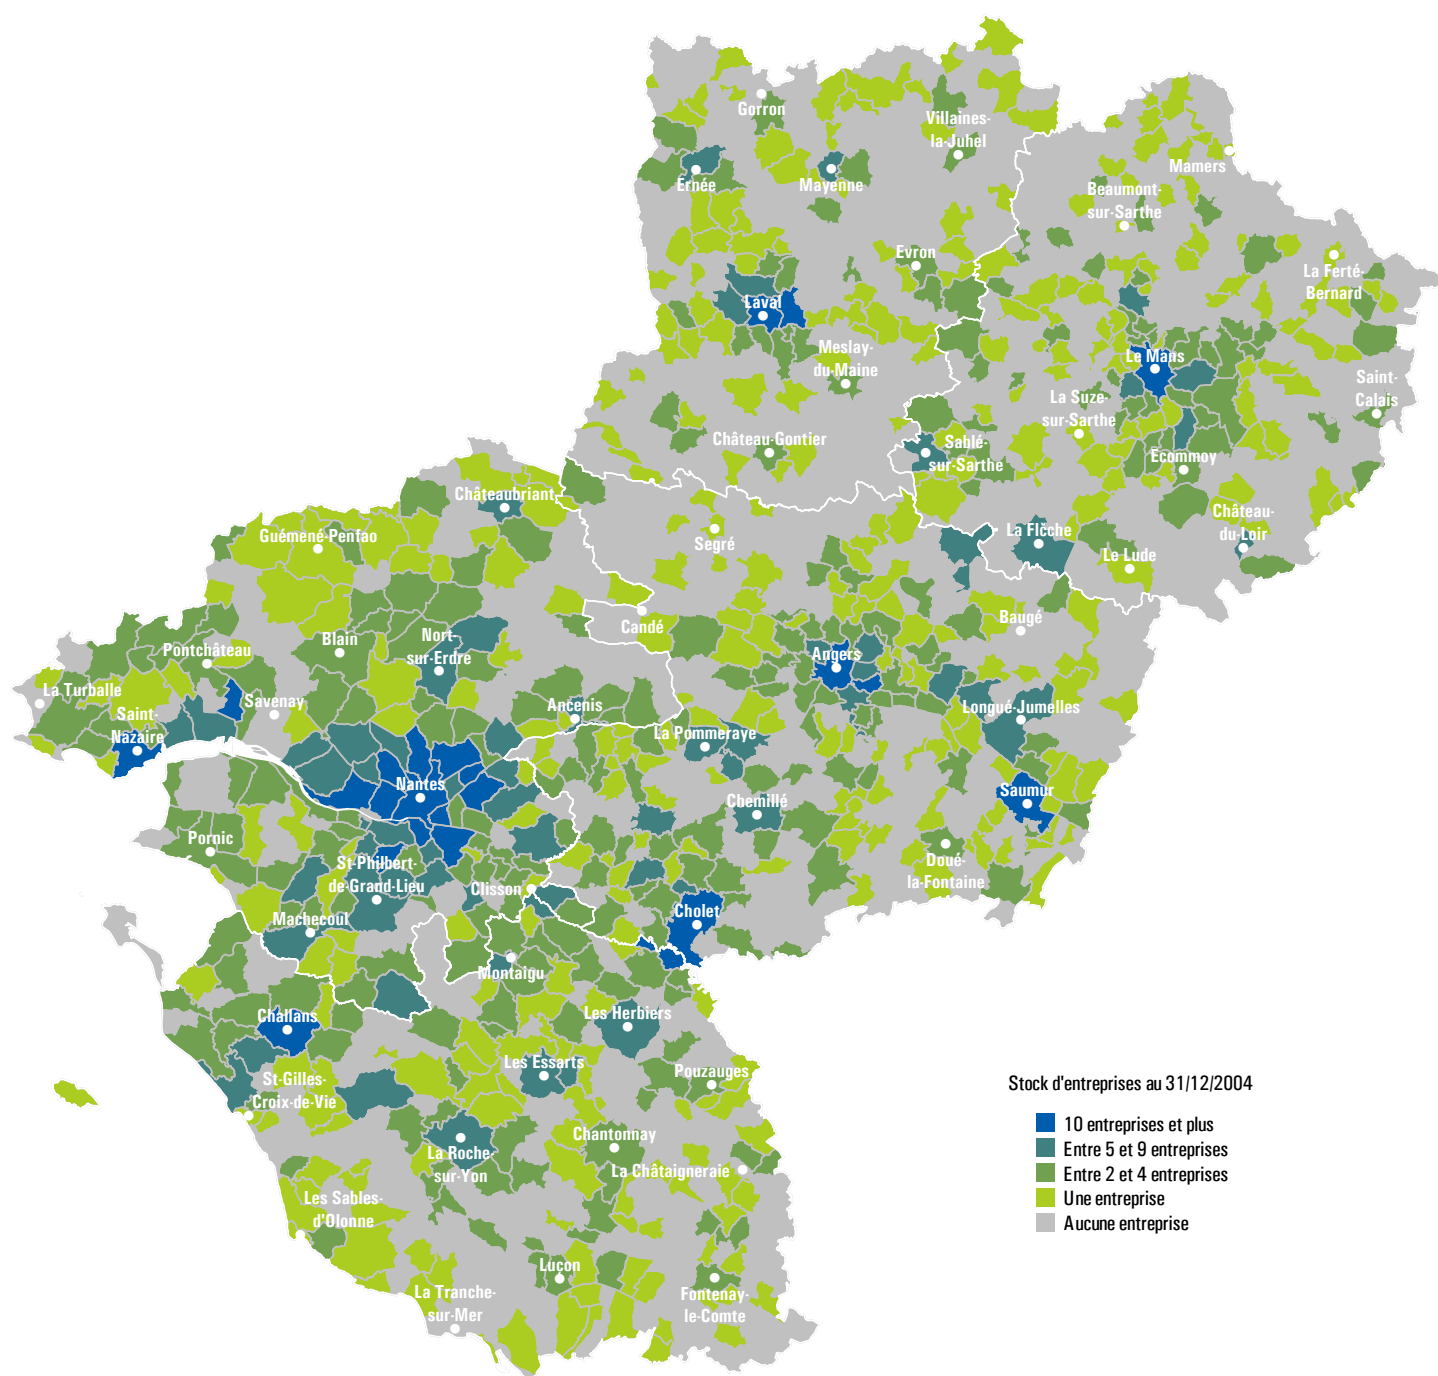 Gorron
Villaines-
la-Juhel
Mamers
Ernée
Mayenne
Beaumont-
sur-Sarthe
Evron
La Ferté-
Bernard
Laval
Meslay-
du-Maine
Le Mans
Saint-
Calais
La Suze-
sur-Sarthe
Château-Gontier
Sablé-
sur-Sarthe
Ecommoy
Châteaubriant
Château-
du-Loir
Guémené-Penfao
Segré
La Flčche
Le Lude
Candé
Baugé
Blain
Nort-
sur-Erdre
Pontchâteau
Angers
La Turballe
Savenay
Ancenis
Longué-Jumelles
Saint-
Nazaire
La Pommeraye
Nantes
Saumur
Chemillé
Pornic
St-Philbert-
de-Grand-Lieu
Clisson
Doué-
la-Fontaine
Cholet
Machecoul
Montaigu
Challans
Les Herbiers
Les Essarts
Pouzauges
St-Gilles-
Croix-de-Vie
Chantonnay
La Roche-
sur-Yon
La Châtaigneraie
Les Sables-
d'Olonne
Luçon
La Tranche-
sur-Mer
Fontenay-
le-Comte
Stock d'entreprises au 31/12/2004
10 entreprises et plus
Entre 5 et 9 entreprises
Entre 2 et 4 entreprises
Une entreprise
Aucune entreprise